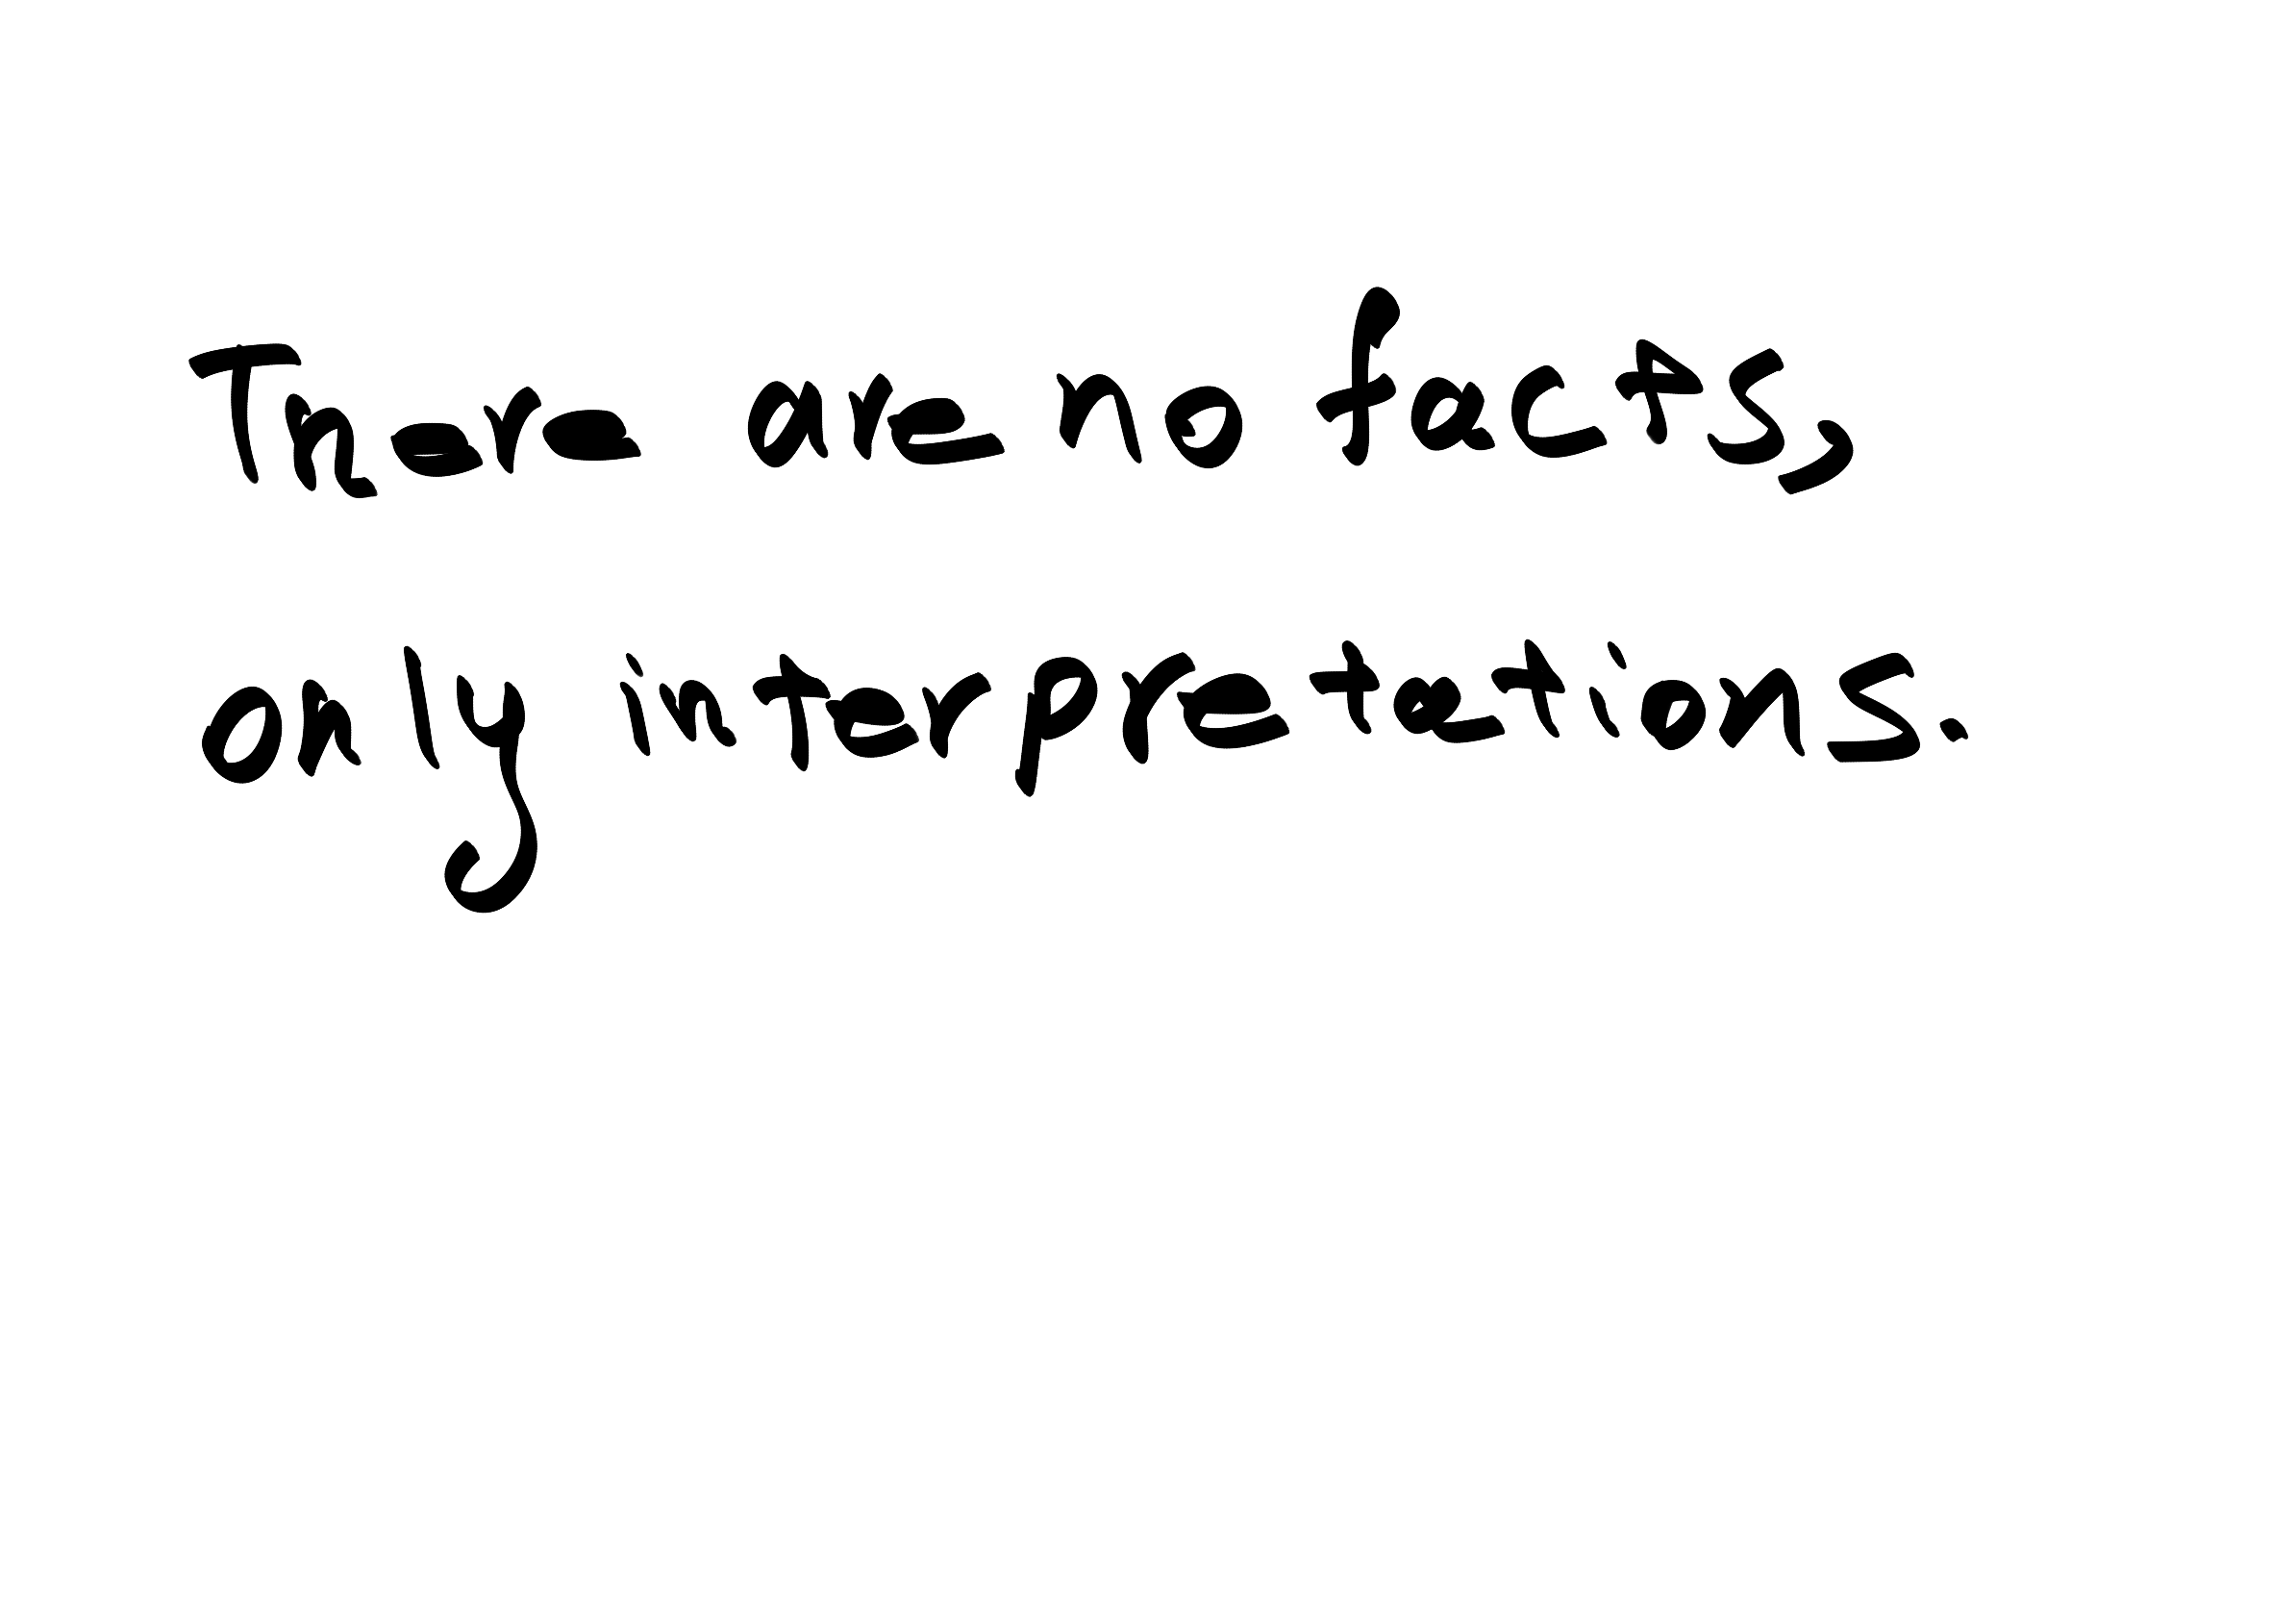 There are no facts,
only interpretations.